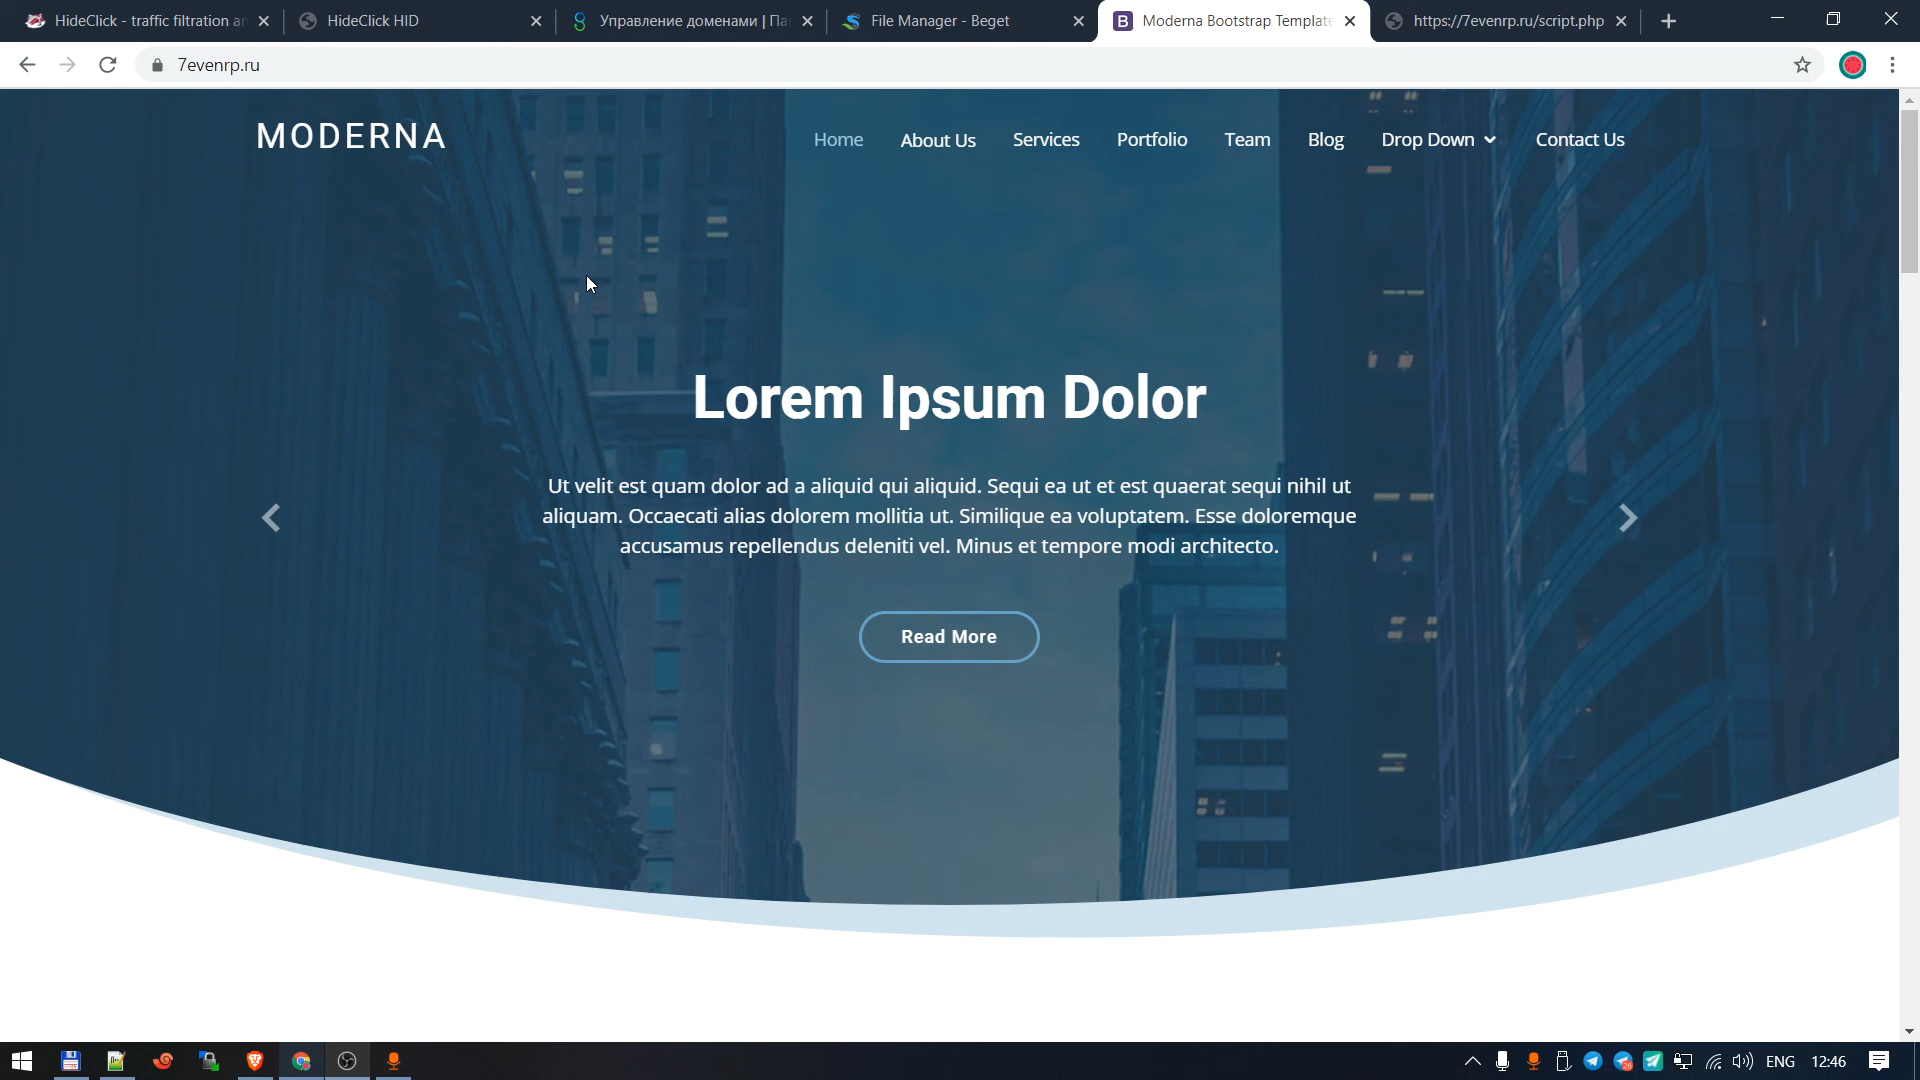 HideClick - traffic filtration an
HideClick HID
Управление доменами | Па
File Manager - Beget
Moderna Bootstrap Template
https://7evenrp.ru/script.php
7evenrp.ru
MODERNA
Home
About Us
Services
Portfolio
Team
Blog
Drop Down
Contact Us
Lorem Ipsum Dolor
Ut velit est quam dolor ad a aliquid qui aliquid. Sequi ea ut et est quaerat sequi nihil ut
aliquam. Occaecati alias dolorem mollitia ut. Similique ea voluptatem. Esse doloremque
accusamus repellendus deleniti vel. Minus et tempore modi architecto.
Read More
ENG
12:46